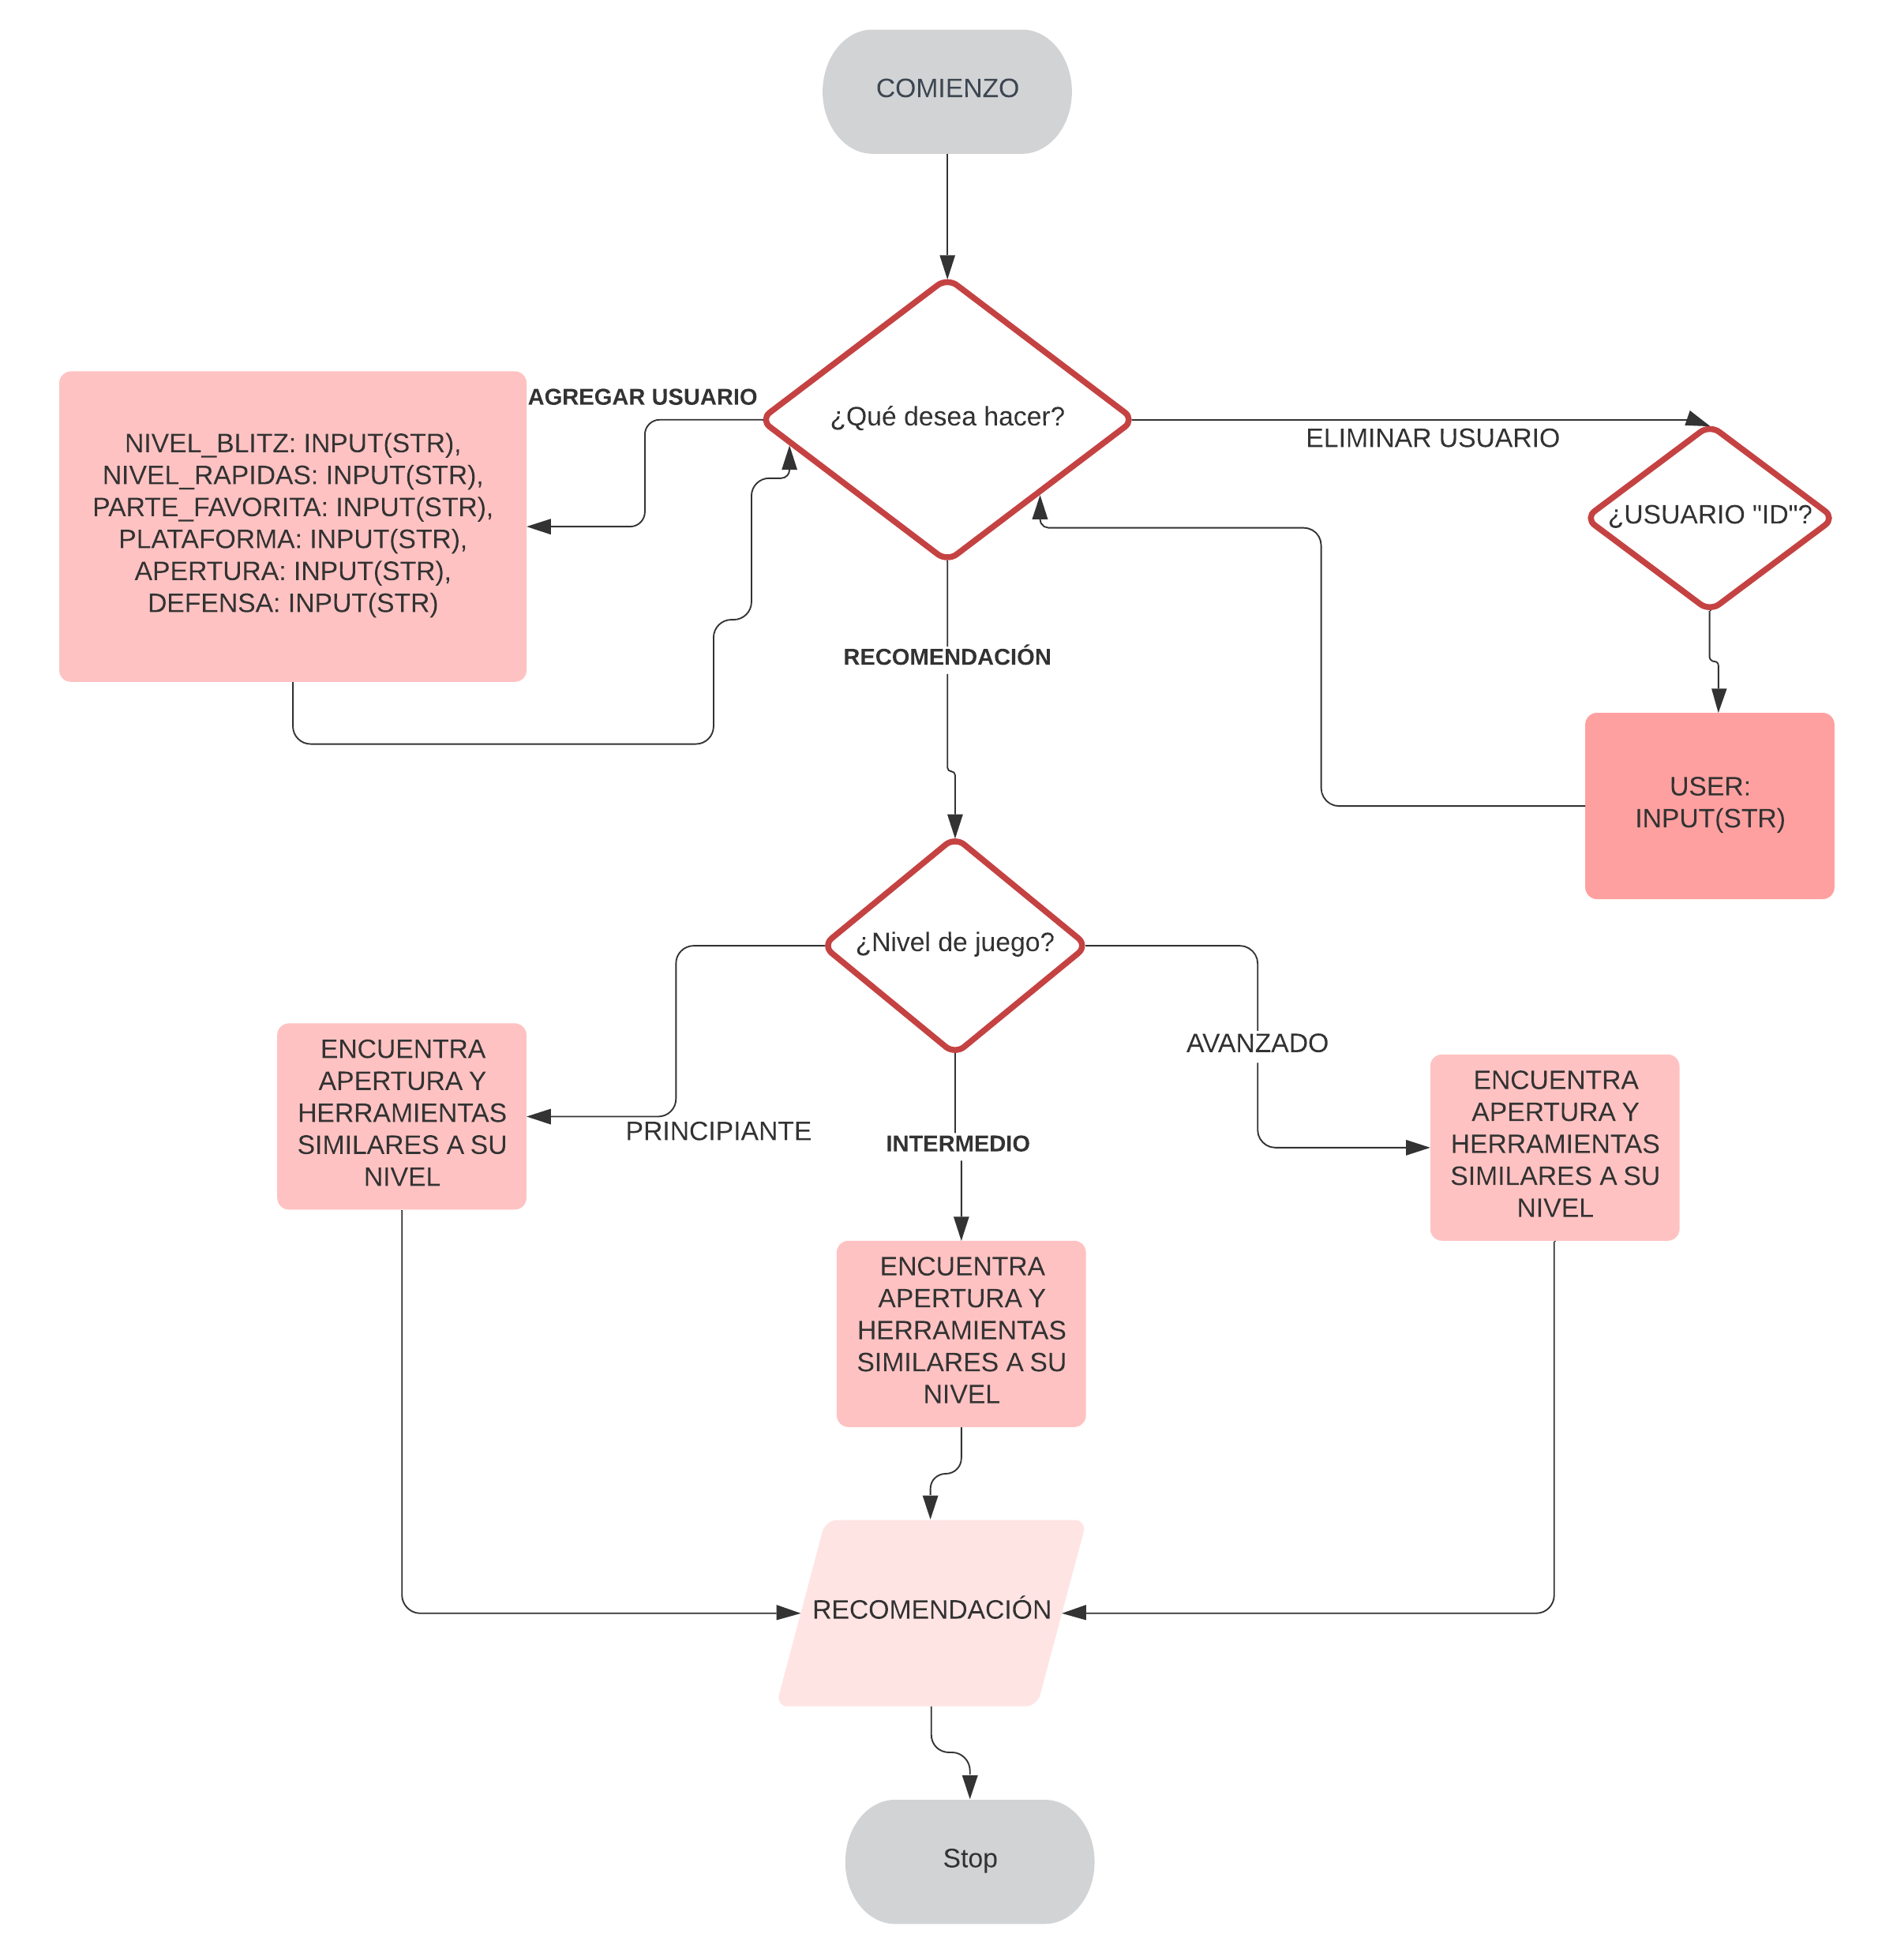 COMIENZO
¿Qué desea hacer?
AGREGAR USUARIO
NIVEL_BLITZ: INPUT(STR),
NIVEL_RAPIDAS: INPUT(STR),
PARTE_FAVORITA: INPUT(STR),
PLATAFORMA: INPUT(STR),
APERTURA: INPUT(STR),
DEFENSA: INPUT(STR)
ELIMINAR USUARIO
¿USUARIO "ID"?
USER:
INPUT(STR)
RECOMENDACIÓN
¿Nivel de juego?
PRINCIPIANTE
ENCUENTRA
APERTURA Y
HERRAMIENTAS
SIMILARES A SU
NIVEL
INTERMEDIO
ENCUENTRA
APERTURA Y
HERRAMIENTAS
SIMILARES A SU
NIVEL
AVANZADO
ENCUENTRA
APERTURA Y
HERRAMIENTAS
SIMILARES A SU
NIVEL
RECOMENDACIÓN
Stop